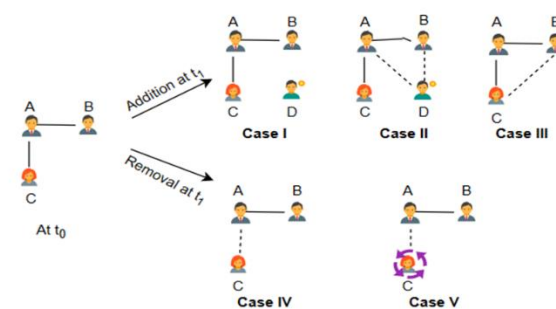 A B
C
At t0
Addition at t1
Removal at t1
A B
C D
Case I
A B
C D
Case II
A B
C
Case III
A B
C
Case IV
A B
C
Case V